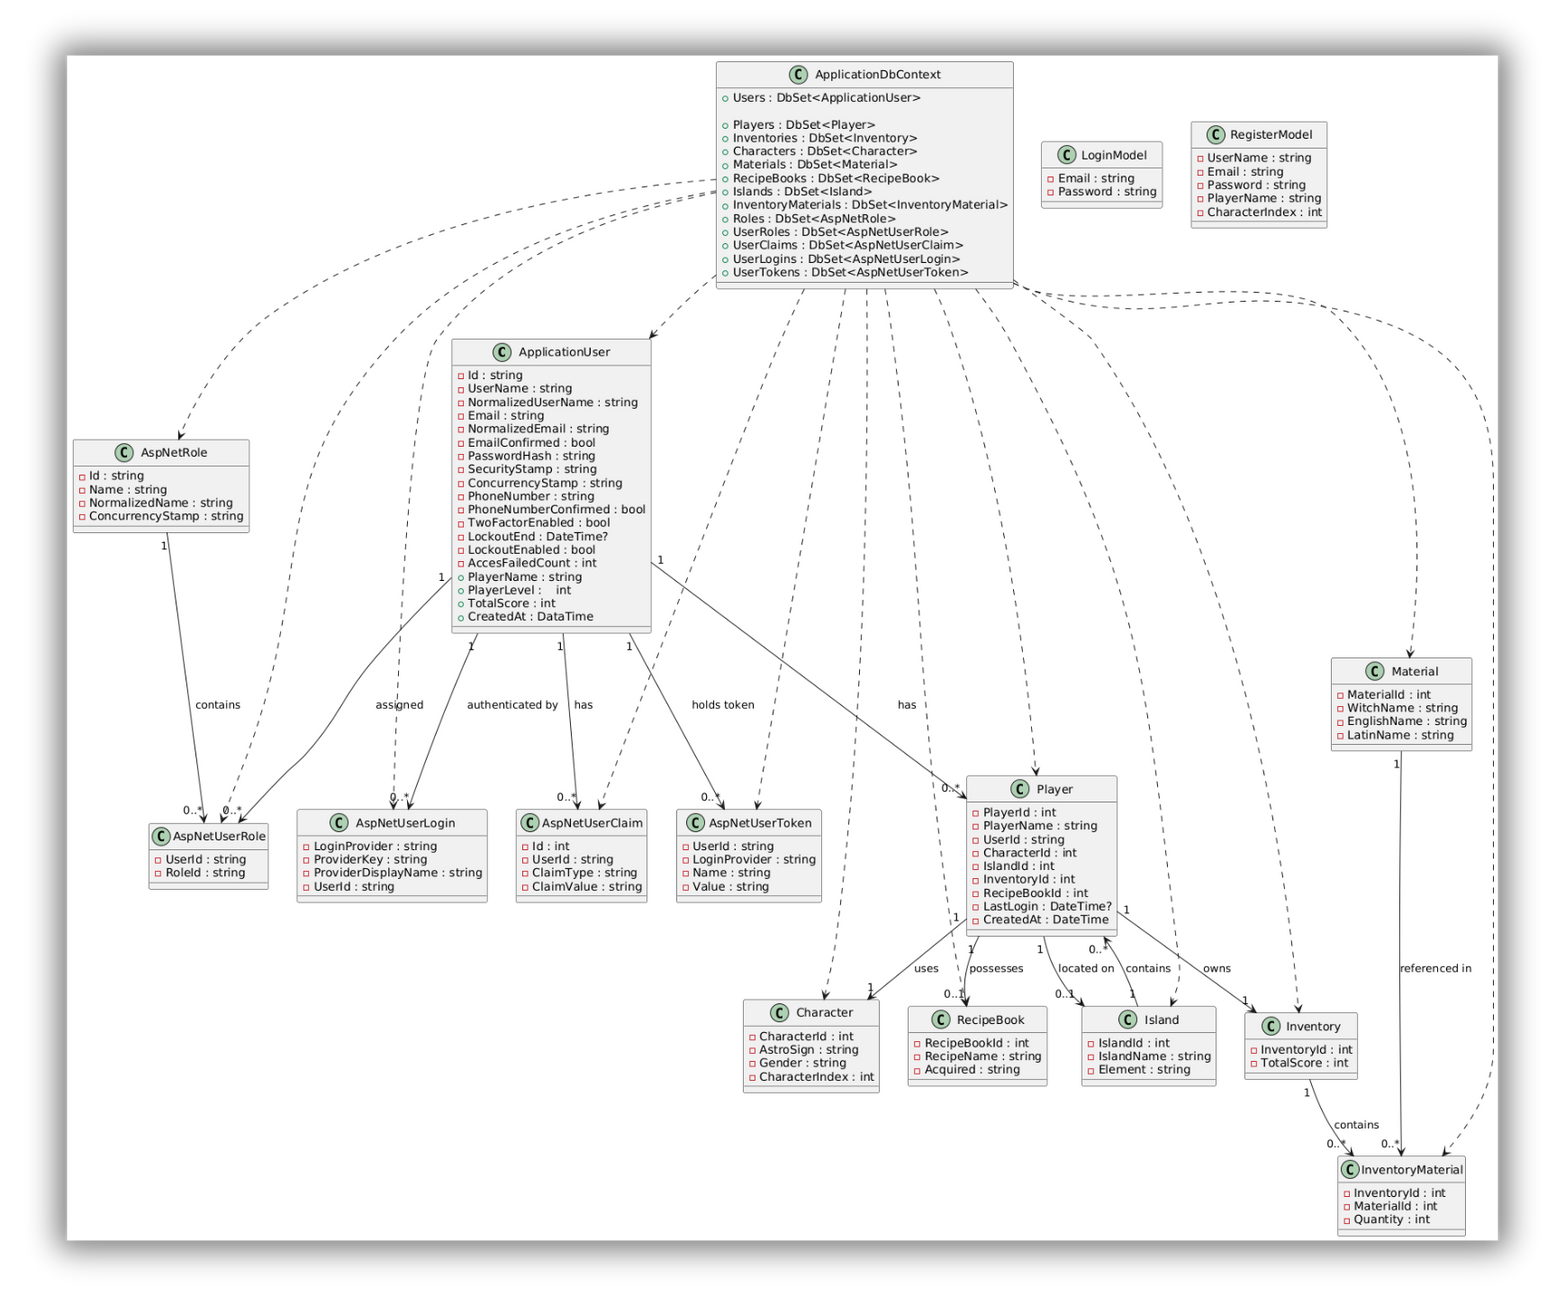 C ApplicationDbContext
Users : DbSet<ApplicationUser>
Players : DbSet<Player>
Inventories : DbSet<Inventory>
Characters : DbSet<Character>
Materials : DbSet<Material>
RecipeBooks : DbSet<RecipeBook>
Islands : DbSet<Island>
InventoryMaterials : DbSet<InventoryMaterial>
Roles : DbSet<AspNetRole>
UserRoles : DbSet<AspNetUserRole>
UserClaims : DbSet<AspNetUserClaim>
UserLogins : DbSet<AspNetUserLogin>
UserTokens : DbSet<AspNetUserToken>
C LoginModel
Email : string
Password : string
C RegisterModel
UserName : string
Email : string
Password : string
PlayerName : string
CharacterIndex : int
C ApplicationUser
Id : string
UserName : string
NormalizedUserName : string
Email : string
NormalizedEmail : string
EmailConfirmed : bool
PasswordHash : string
SecurityStamp : string
ConcurrencyStamp : string
PhoneNumber : string
PhoneNumberConfirmed : bool
TwoFactorEnabled : bool
LockoutEnd : DateTime?
LockoutEnabled : bool
AccesFailedCount : int
PlayerName : string
PlayerLevel : int
TotalScore : int
CreatedAt : DataTime
C AspNetRole
Id : string
Name : string
NormalizedName : string
ConcurrencyStamp : string
1
1
1
1
1
1
contains
assigned
authenticated by
has
holds token
has
0..*
0..*
0..*
0..*
0..*
0..*
C Material
MaterialId : int
WitchName : string
EnglishName : string
LatinName : string
1
C AspNetUserRole
UserId : string
RoleId : string
C AspNetUserLogin
LoginProvider : string
ProviderKey : string
ProviderDisplayName : string
UserId : string
C AspNetUserClaim
Id : int
UserId : string
ClaimType : string
ClaimValue : string
C AspNetUserToken
UserId : string
LoginProvider : string
Name : string
Value : string
C Player
PlayerId : int
PlayerName : string
UserId : string
CharacterId : int
IslandId : int
InventoryId : int
RecipeBookId : int
LastLogin : DateTime?
CreatedAt : DateTime
1
1
1
0..*
1
uses
possesses
located on
contains
owns
referenced in
1
0..1
0..1
1
1
C Character
CharacterId : int
AstroSign : string
Gender : string
CharacterIndex : int
C RecipeBook
RecipeBookId : int
RecipeName : string
Acquired : string
C Island
IslandId : int
IslandName : string
Element : string
C Inventory
InventoryId : int
TotalScore : int
1
contains
0..*
0..*
C InventoryMaterial
InventoryId : int
MaterialId : int
Quantity : int